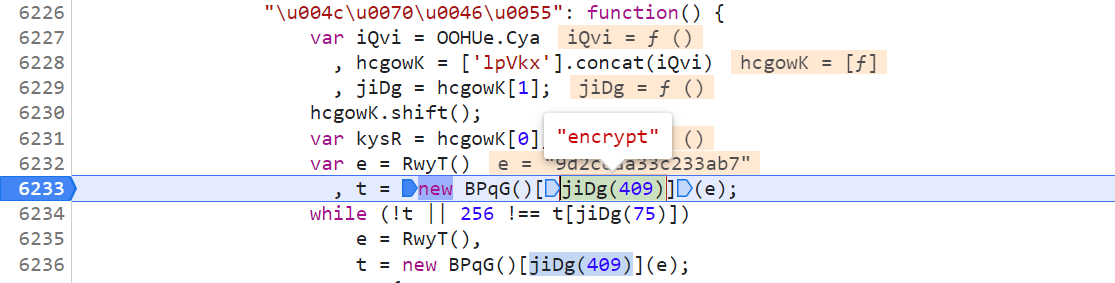 6226 "\u004c\u0070\u0046\u0055": function() {
6227 var iQvi = OOHUe.Cya iQvi = ƒ ()
6228 , hcgowK = ['lpVkx'].concat(iQvi) hcgowK = [ƒ]
6229 , jiDg = hcgowK[1]; jiDg = ƒ ()
6230 hcgowK.shift();
"encrypt"
6231 var kysR = hcgowK[0] ()
6232 var e = RwyT() e = "9d2c a33c233ab7"
6233 , t = new BPqG()[jiDg(409)](e);
6234 while (!t || 256 !== t[jiDg(75)])
6235 e = RwyT(),
6236 t = new BPqG()[jiDg(409)](e);